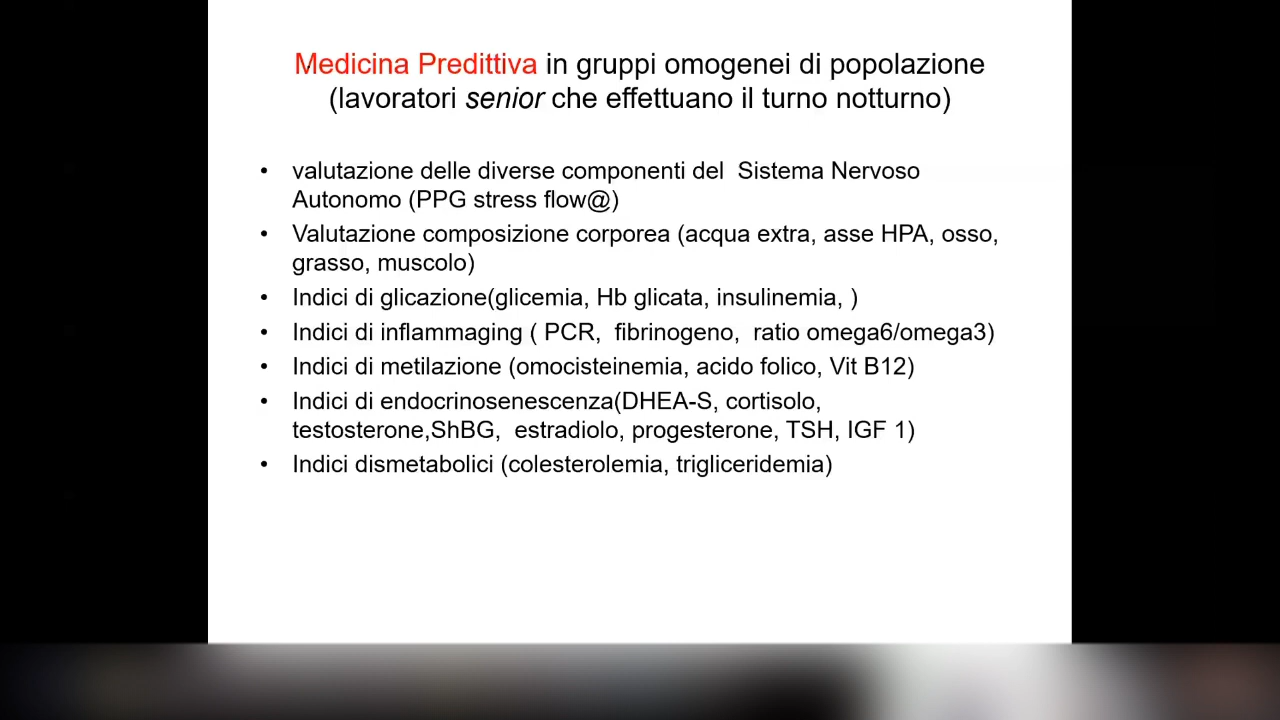 Medicina Predittiva in gruppi omogenei di popolazione
(lavoratori senior che effettuano il turno notturno)
• valutazione delle diverse componenti del  Sistema Nervoso
Autonomo (PPG stress flow@)
• Valutazione composizione corporea (acqua extra, asse HPA, osso,
grasso, muscolo)
• Indici di glicazione(glicemia, Hb glicata, insulinemia, )
• Indici di inflammaging ( PCR,  fibrinogeno,  ratio omega6/omega3)
• Indici di metilazione (omocisteinemia, acido folico, Vit B12)
• Indici di endocrinosenescenza(DHEA-S, cortisolo,
testosterone,ShBG,  estradiolo, progesterone, TSH, IGF 1)
• Indici dismetabolici (colesterolemia, trigliceridemia)